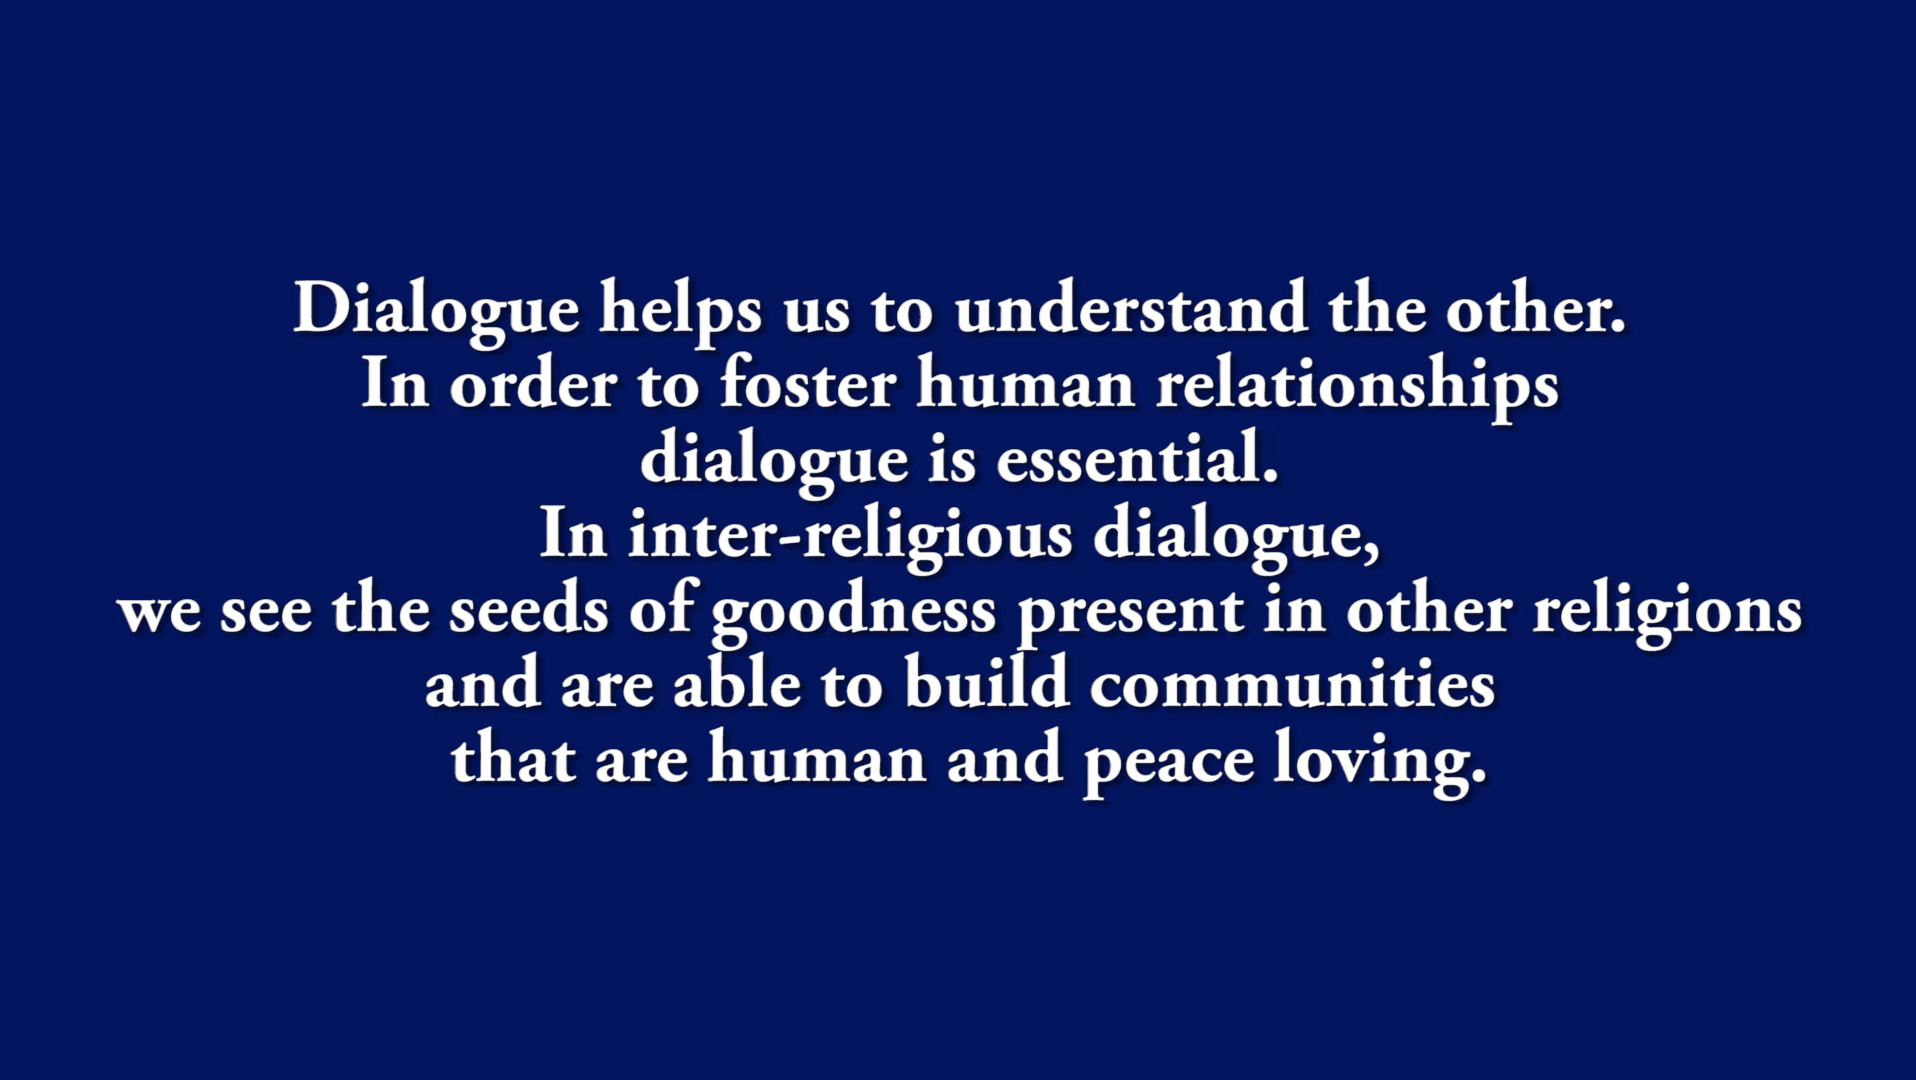 Dialogue helps us to understand the other.
In order to foster human relationships
dialogue is essential.
In inter-religious dialogue,
we see the seeds of goodness present in other religions
and are able to build communities
that are human and peace loving.